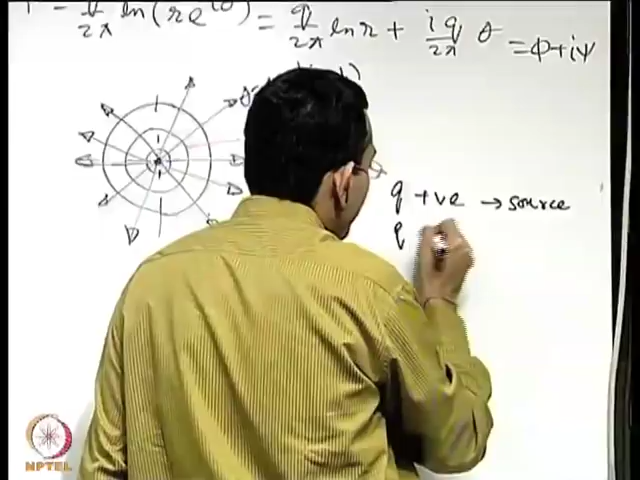 = q/2π ln(re^iθ) = q/2π ln r + iq/2π θ = Φ+iψ
q +ve → source
q
NPTEL